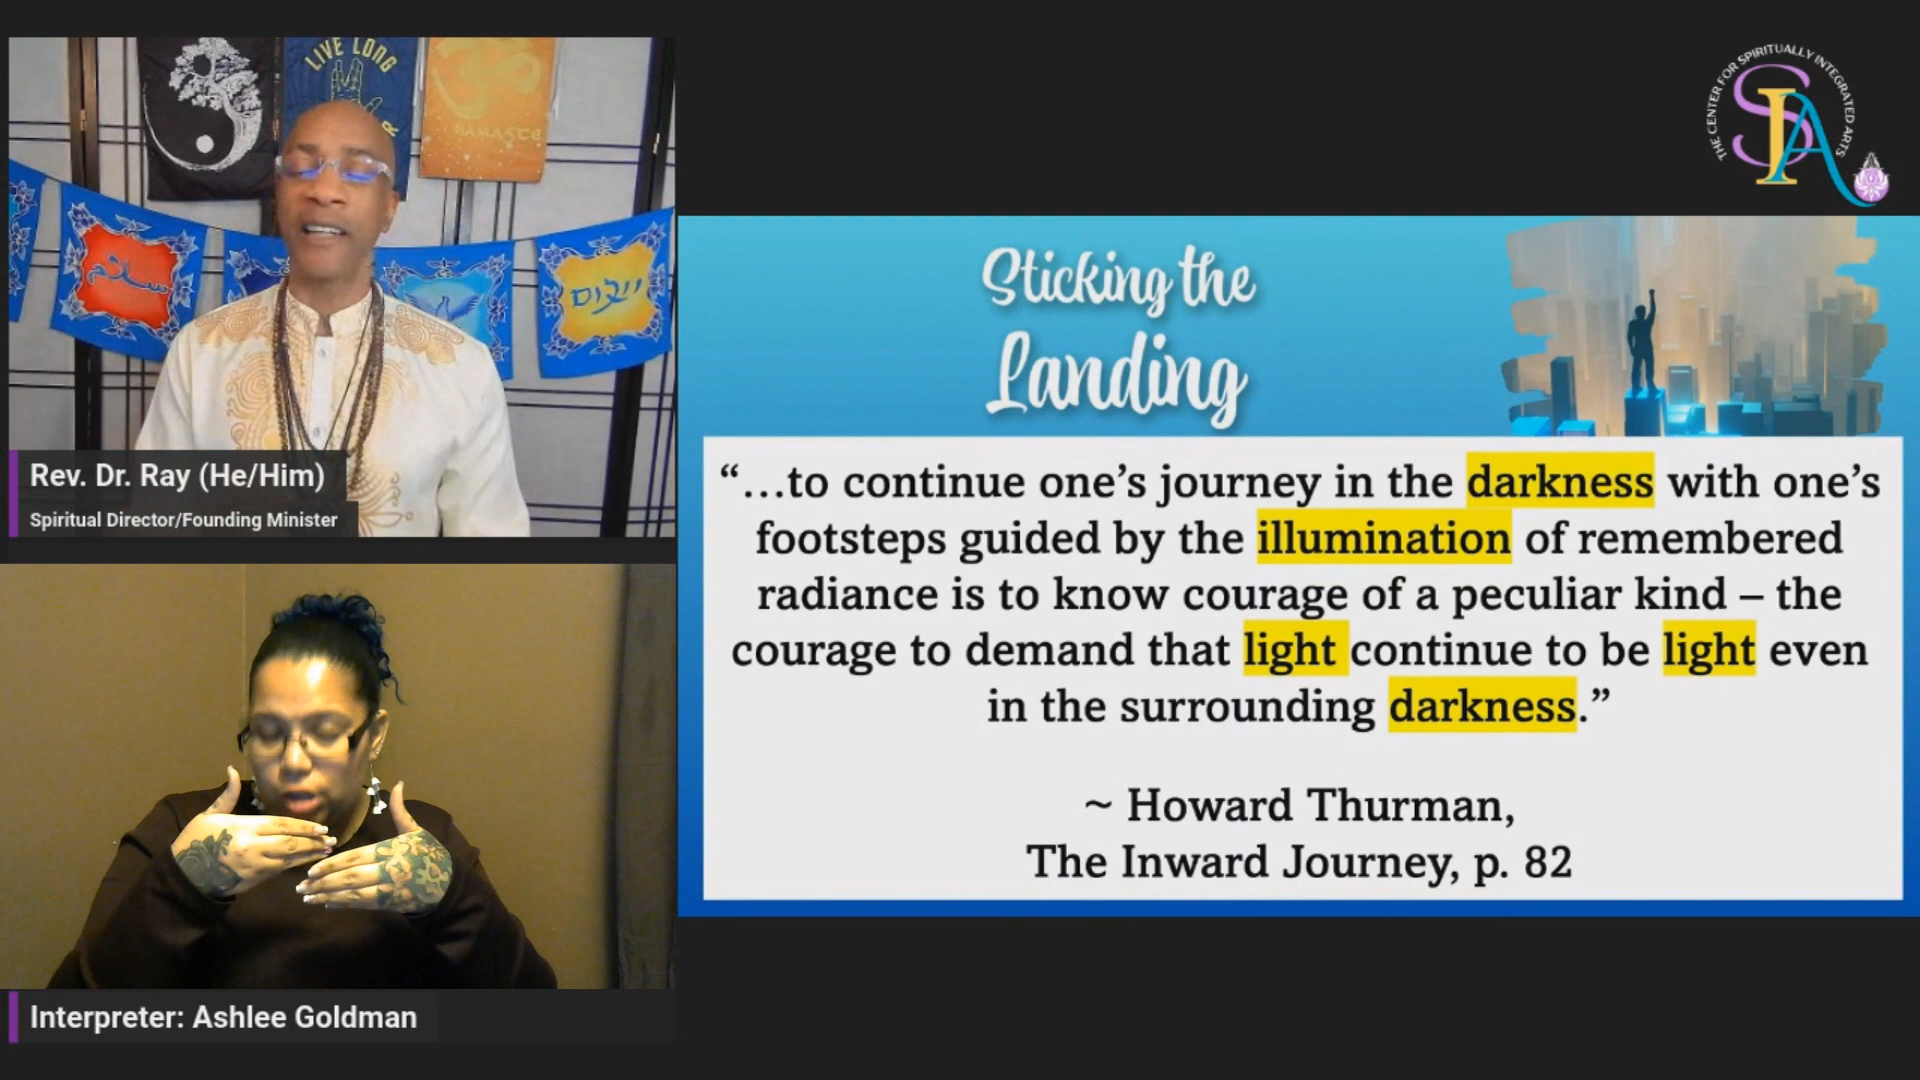 LIVE LONG
NAMASTE
سلام
Rev. Dr. Ray (He/Him)
Spiritual Director/Founding Minister
Interpreter: Ashlee Goldman
THE CENTER FOR SPIRITUALLY INTEGRATED ARTS
SIA
Sticking the
Landing
“…to continue one’s journey in the darkness with one’s
footsteps guided by the illumination of remembered
radiance is to know courage of a peculiar kind – the
courage to demand that light continue to be light even
in the surrounding darkness.”
~ Howard Thurman,
The Inward Journey, p. 82